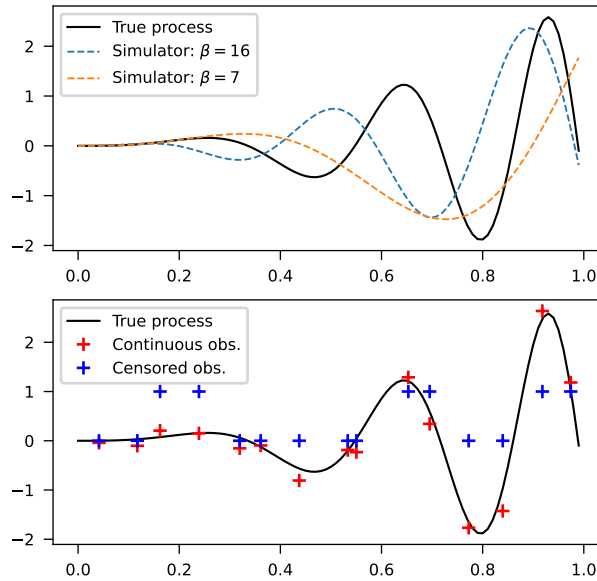 True process
Simulator: β = 16
Simulator: β = 7
2
1
0
−1
−2
0.0 0.2 0.4 0.6 0.8 1.0
True process
Continuous obs.
Censored obs.
2
1
0
−1
−2
0.0 0.2 0.4 0.6 0.8 1.0